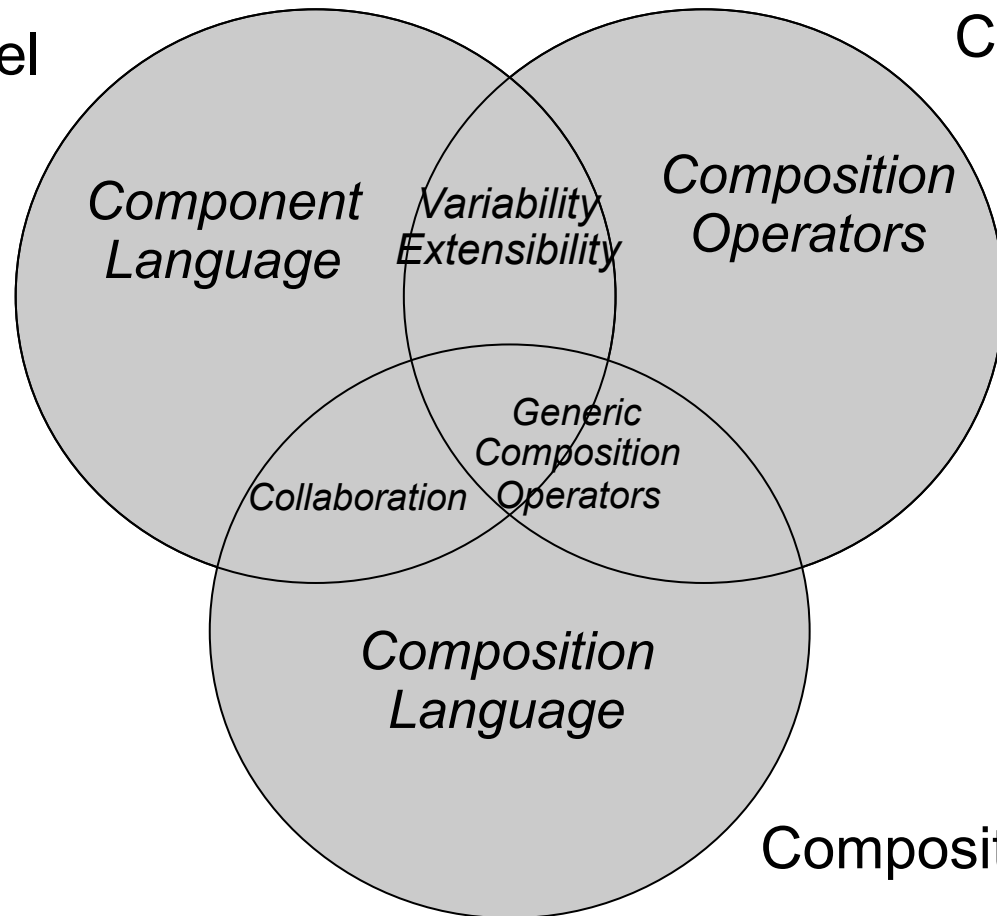 el
C
Component
Language
Variability
Extensibility
Composition
Operators
Generic
Composition
Operators
Collaboration
Composition
Language
Composit